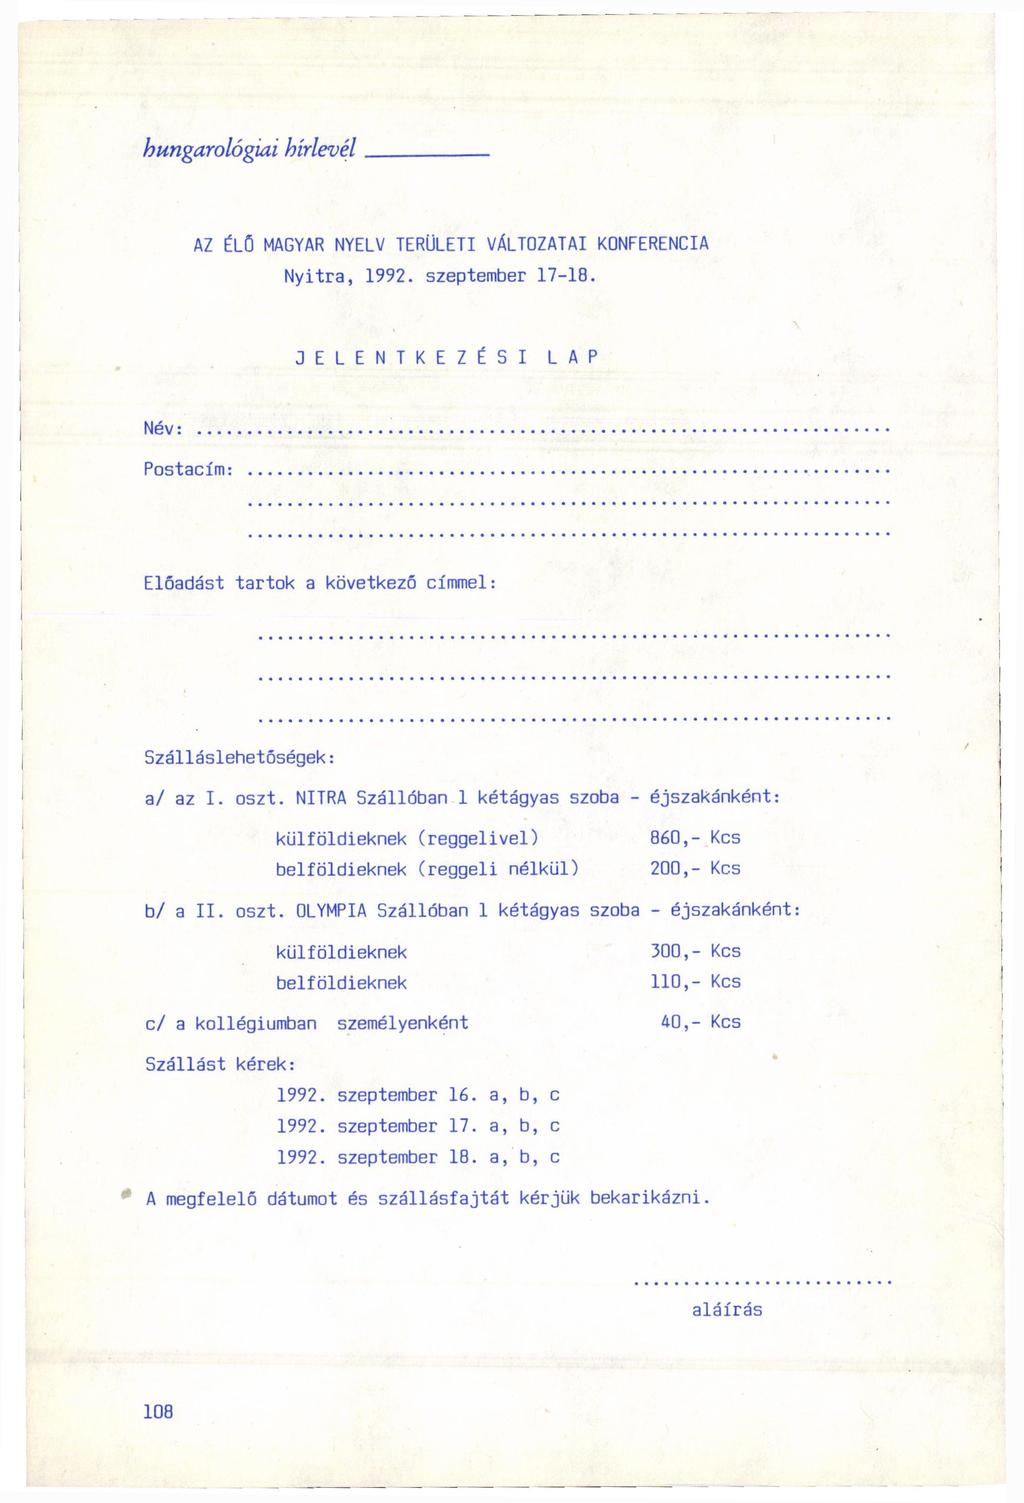 hungarológiai hírlevél ____________
AZ ÉLŐ MAGYAR NYELV TERÜLETI VÁLTOZATAI KONFERENCIA
Nyitra, 1992. szeptember 17-18.
J E L E N T K E Z É S I   L A P
Név: ......................................................................
Postacím: .................................................................
.................................................................
.................................................................
Előadást tartok a következő címmel:
................................................................
................................................................
................................................................
Szálláslehetőségek:
a/ az I. oszt. NITRA Szállóban 1 kétágyas szoba - éjszakánként:
külföldieknek (reggelivel) 860,- Kcs
belföldieknek (reggeli nélkül) 200,- Kcs
b/ a II. oszt. OLYMPIA Szállóban 1 kétágyas szoba - éjszakánként:
külföldieknek 300,- Kcs
belföldieknek 110,- Kcs
c/ a kollégiumban személyenként 40,- Kcs
Szállást kérek:
1992. szeptember 16. a, b, c
1992. szeptember 17. a, b, c
1992. szeptember 18. a, b, c
A megfelelő dátumot és szállásfajtát kérjük bekarikázni.
..........................
aláírás
108